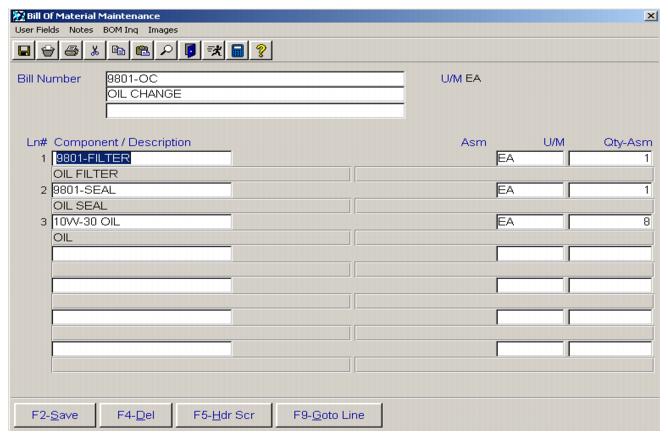 Bill Of Material Maintenance
User Fields Notes BOM Inq Images
Bill Number 9801-OC U/M EA
OIL CHANGE
Ln# Component / Description Asm U/M Qty-Asm
1 9801-FILTER EA 1
OIL FILTER
2 9801-SEAL EA 1
OIL SEAL
3 10W-30 OIL EA 8
OIL
F2-Save F4-Del F5-Hdr Scr F9-Goto Line